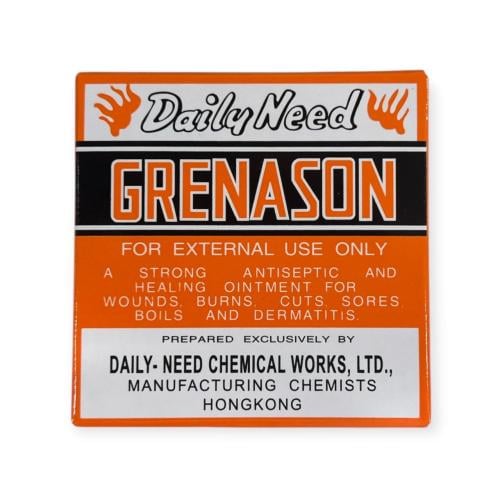 Daily Need
GRENASON
FOR EXTERNAL USE ONLY
A STRONG ANTISEPTIC AND
HEALING OINTMENT FOR
WOUNDS, BURNS, CUTS, SORES,
BOILS AND DERMATITIS.
PREPARED EXCLUSIVELY BY
DAILY- NEED CHEMICAL WORKS, LTD.,
MANUFACTURING CHEMISTS
HONGKONG